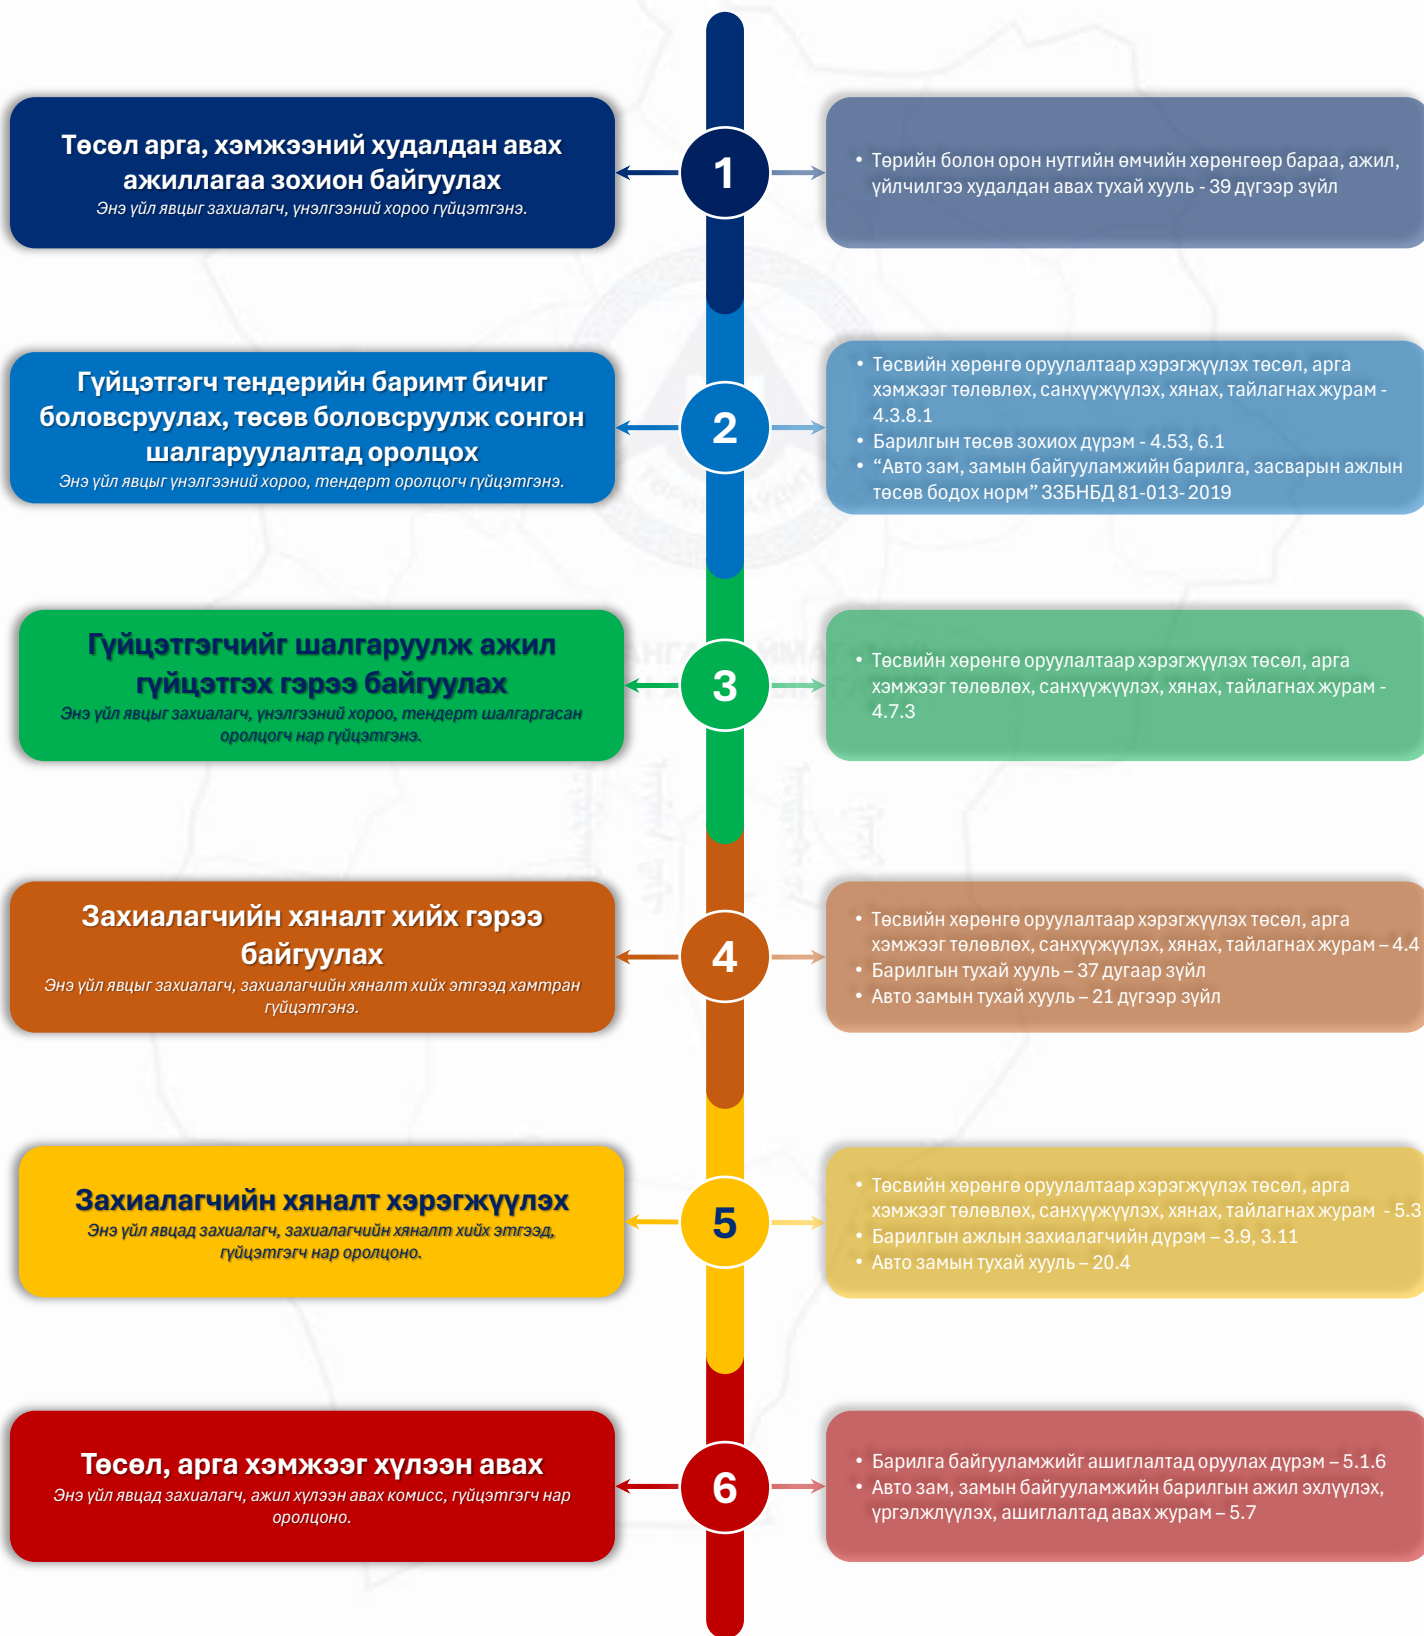 Төсөл арга, хэмжээний худалдан авах
ажиллагаа зохион байгуулах
Энэ үйл явцыг захиалагч, үнэлгээний хороо гүйцэтгэнэ.
1
• Төрийн болон орон нутгийн өмчийн хөрөнгөөр бараа, ажил,
үйлчилгээ худалдан авах тухай хууль - 39 дүгээр зүйл
Гүйцэтгэгч тендерийн баримт бичиг
боловсруулах, төсөв боловсруулж сонгон
шалгаруулалтад оролцох
Энэ үйл явцыг үнэлгээний хороо, тендерт оролцогч гүйцэтгэнэ.
2
• Төсвийн хөрөнгө оруулалтаар хэрэгжүүлэх төсөл, арга
хэмжээг төлөвлөх, санхүүжүүлэх, хянах, тайлагнах журам -
4.3.8.1
• Барилгын төсөв зохиох дүрэм - 4.53, 6.1
• “Авто зам, замын байгууламжийн барилга, засварын ажлын
төсөв бодох норм” ЗЗБНБД 81-013- 2019
Гүйцэтгэгчийг шалгаруулж ажил
гүйцэтгэх гэрээ байгуулах
Энэ үйл явцыг захиалагч, үнэлгээний хороо, тендерт шалгаргасан
оролцогч нар гүйцэтгэнэ.
3
• Төсвийн хөрөнгө оруулалтаар хэрэгжүүлэх төсөл, арга
хэмжээг төлөвлөх, санхүүжүүлэх, хянах, тайлагнах журам -
4.7.3
Захиалагчийн хяналт хийх гэрээ
байгуулах
Энэ үйл явцыг захиалагч, захиалагчийн хяналт хийх этгээд хамтран
гүйцэтгэнэ.
4
• Төсвийн хөрөнгө оруулалтаар хэрэгжүүлэх төсөл, арга
хэмжээг төлөвлөх, санхүүжүүлэх, хянах, тайлагнах журам – 4.4
• Барилгын тухай хууль – 37 дугаар зүйл
• Авто замын тухай хууль – 21 дүгээр зүйл
Захиалагчийн хяналт хэрэгжүүлэх
Энэ үйл явцад захиалагч, захиалагчийн хяналт хийх этгээд,
гүйцэтгэгч нар оролцоно.
5
• Төсвийн хөрөнгө оруулалтаар хэрэгжүүлэх төсөл, арга
хэмжээг төлөвлөх, санхүүжүүлэх, хянах, тайлагнах журам - 5.3
• Барилгын ажлын захиалагчийн дүрэм – 3.9, 3.11
• Авто замын тухай хууль – 20.4
Төсөл, арга хэмжээг хүлээн авах
Энэ үйл явцад захиалагч, ажил хүлээн авах комисс, гүйцэтгэгч нар
оролцоно.
6
• Барилга байгууламжийг ашиглалтад оруулах дүрэм – 5.1.6
• Авто зам, замын байгууламжийн барилгын ажил эхлүүлэх,
үргэлжлүүлэх, ашиглалтад авах журам – 5.7